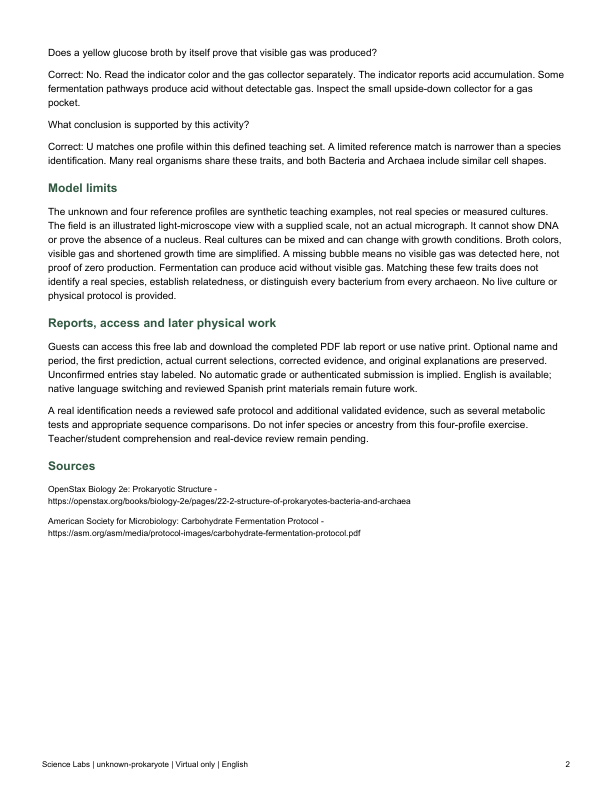 Does a yellow glucose broth by itself prove that visible gas was produced?
Correct: No. Read the indicator color and the gas collector separately. The indicator reports acid accumulation. Some
fermentation pathways produce acid without detectable gas. Inspect the small upside-down collector for a gas
pocket.
What conclusion is supported by this activity?
Correct: U matches one profile within this defined teaching set. A limited reference match is narrower than a species
identification. Many real organisms share these traits, and both Bacteria and Archaea include similar cell shapes.
Model limits
The unknown and four reference profiles are synthetic teaching examples, not real species or measured cultures.
The field is an illustrated light-microscope view with a supplied scale, not an actual micrograph. It cannot show DNA
or prove the absence of a nucleus. Real cultures can be mixed and can change with growth conditions. Broth colors,
visible gas and shortened growth time are simplified. A missing bubble means no visible gas was detected here, not
proof of zero production. Fermentation can produce acid without visible gas. Matching these few traits does not
identify a real species, establish relatedness, or distinguish every bacterium from every archaeon. No live culture or
physical protocol is provided.
Reports, access and later physical work
Guests can access this free lab and download the completed PDF lab report or use native print. Optional name and
period, the first prediction, actual current selections, corrected evidence, and original explanations are preserved.
Unconfirmed entries stay labeled. No automatic grade or authenticated submission is implied. English is available;
native language switching and reviewed Spanish print materials remain future work.
A real identification needs a reviewed safe protocol and additional validated evidence, such as several metabolic
tests and appropriate sequence comparisons. Do not infer species or ancestry from this four-profile exercise.
Teacher/student comprehension and real-device review remain pending.
Sources
OpenStax Biology 2e: Prokaryotic Structure -
https://openstax.org/books/biology-2e/pages/22-2-structure-of-prokaryotes-bacteria-and-archaea
American Society for Microbiology: Carbohydrate Fermentation Protocol -
https://asm.org/asm/media/protocol-images/carbohydrate-fermentation-protocol.pdf
Science Labs | unknown-prokaryote | Virtual only | English
2